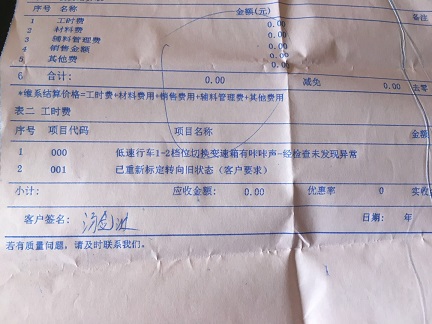 序号 名称 金额(元) 备注
1 工时费 0.00
2 材料费 0.00
3 辅料管理费 0.00
4 销售金额 0.00
5 其他费 0.00
6 合计: 0.00 减免 0.00 去零
*维系结算价格=工时费+材料费用+销售费用+辅料管理费+其他费用
表二 工时费
序号 项目代码 项目名称 金额
1 000 低速行车1-2档位切换变速箱有咔咔声-经检查未发现异常
2 001 已重新标定转向旧状态(客户要求)
小计: 应收金额: 0.00 优惠率 0 实收
客户签名: 日期: 年
若有质量问题,请及时联系我们。